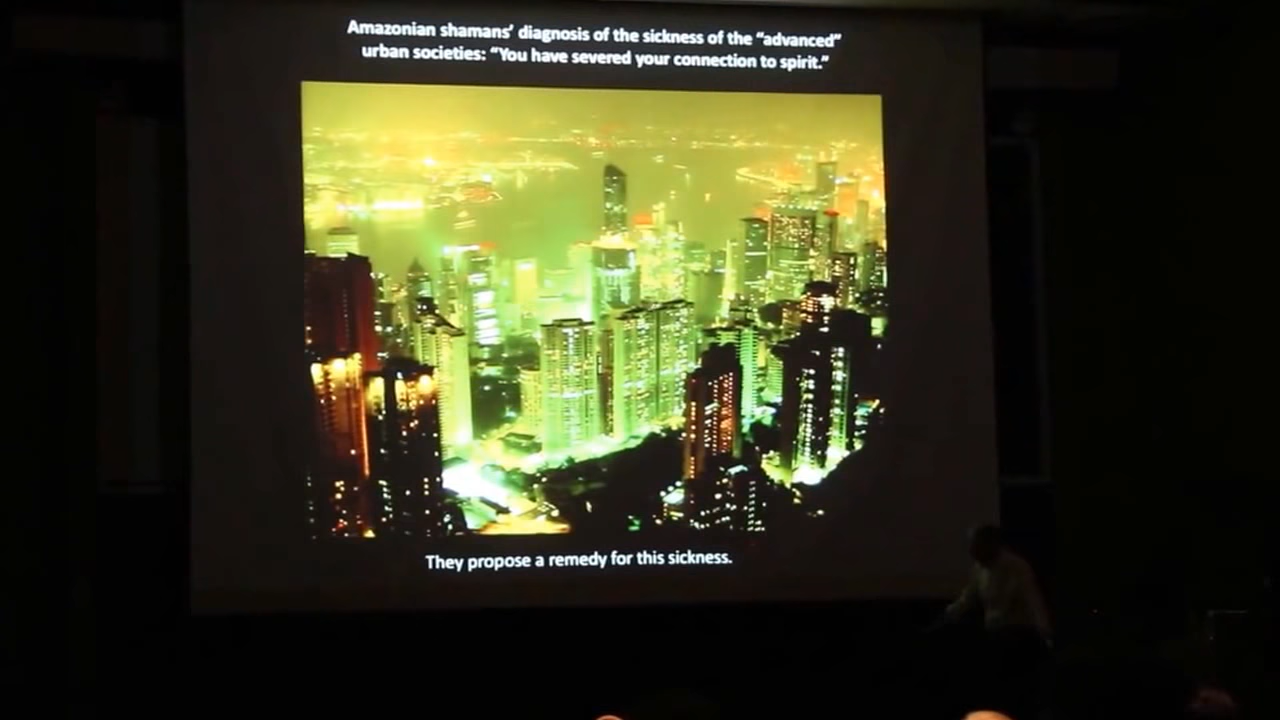 Amazonian shamans’ diagnosis of the sickness of the “advanced”
urban societies: “You have severed your connection to spirit.”
They propose a remedy for this sickness.